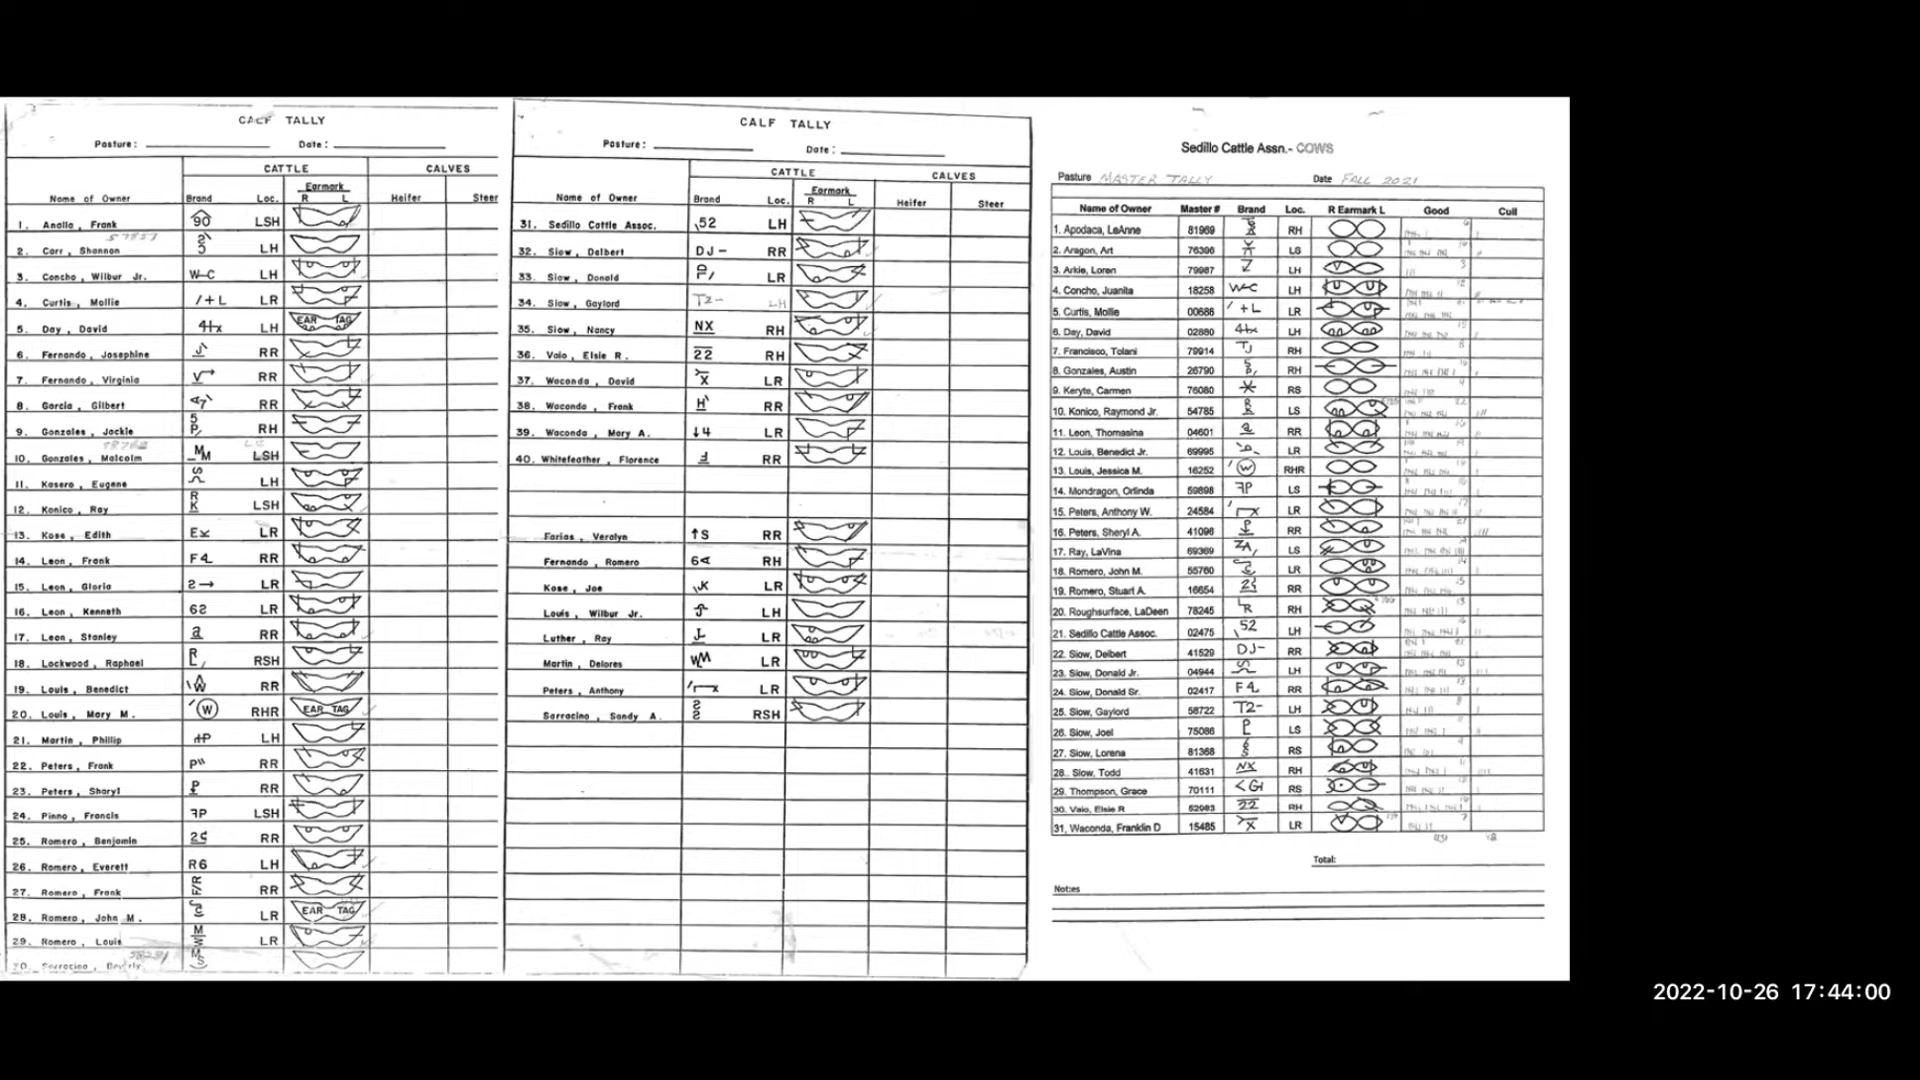 CALF TALLY
Pasture: Date:
CATTLE CALVES
Earmark
Name of Owner Brand Loc. R L Heifer Steer
1. Analla, Frank 90 LSH
2. Carr, Shannon LH
3. Concho, Wilbur Jr. W-C LH
4. Curtis, Mollie /+L LR
5. Day, David LH EAR TAG
6. Fernando, Josephine RR
7. Fernando, Virginia RR
8. Garcia, Gilbert RR
9. Gonzales, Jackie RH
10. Gonzales, Malcolm LSH
11. Kasero, Eugene LH
12. Konico, Ray R K LSH
13. Kose, Edith LR
14. Leon, Frank F4 RR
15. Leon, Gloria 2→ LR
16. Leon, Kenneth 62 LR
17. Leon, Stanley a RR
18. Lockwood, Raphael RSH
19. Louis, Benedict RR
20. Louis, Mary M. W RHR EAR TAG
21. Martin, Phillip LH
22. Peters, Frank P" RR
23. Peters, Sheryl RR
24. Pinno, Francis LSH
25. Romero, Benjamin RR
26. Romero, Everett R6 LH
27. Romero, Frank F/R RR
28. Romero, John M. LR EAR TAG
29. Romero, Louis LR
Sarracino, Beverly
CALF TALLY
Pasture: Date:
CATTLE CALVES
Earmark
Name of Owner Brand Loc. R L Heifer Steer
31. Sedillo Cattle Assoc. 52 LH
32. Siow, Delbert DJ- RR
33. Siow, Donald LR
34. Siow, Gaylord T2- LH
35. Siow, Nancy NX RH
36. Vaio, Elsie R. 22 RH
37. Waconda, David X LR
38. Waconda, Frank H RR
39. Waconda, Mary A. ↓4 LR
40. Whitefeather, Florence RR
Farias, Veralyn ↑S RR
Fernando, Romero RH
Kose, Joe LR
Louis, Wilbur Jr. LH
Luther, Ray LR
Martin, Delores LR
Peters, Anthony LR
Sarracino, Sandy A. RSH
Sedillo Cattle Assn.- COWS
Pasture MASTER TALLY Date FALL 2021
Name of Owner Master # Brand Loc. R Earmark L Good Cull
1. Apodaca, LeAnne 81969 RH
2. Aragon, Art 76396 LS
3. Arkie, Loren 79987 Z LH
4. Concho, Juanita 18258 W-C LH
5. Curtis, Mollie 00686 /+L LR
6. Day, David 02880 LH
7. Francisco, Tolani 79914 TJ RH
8. Gonzales, Austin 26790 RH
9. Keryte, Carmen 76080 RS
10. Konico, Raymond Jr. 54785 LS
11. Leon, Thomasina 04601 a RR
12. Louis, Benedict Jr. 69995 LR
13. Louis, Jessica M. 16252 W RHR
14. Mondragon, Orlinda 59898 LS
15. Peters, Anthony W. 24584 LR
16. Peters, Sheryl A. 41096 RR
17. Ray, LaVina 69369 ZA, LS
18. Romero, John M. 55760 LR
19. Romero, Stuart A. 16654 RR
20. Roughsurface, LaDeen 78245 RH
21. Sedillo Cattle Assoc. 02475 52 LH
22. Siow, Delbert 41529 DJ- RR
23. Siow, Donald Jr. 04944 LH
24. Siow, Donald Sr. 02417 F4 RR
25. Siow, Gaylord 58722 T2- LH
26. Siow, Joel 75086 LS
27. Siow, Lorena 81368 RS
28. Siow, Todd 41631 NX RH
29. Thompson, Grace 70111 RS
30. Vaio, Elsie R 52983 22 RH
31, Waconda, Franklin D 15485 X LR
Total:
Notes:
2022-10-26 17:44:00